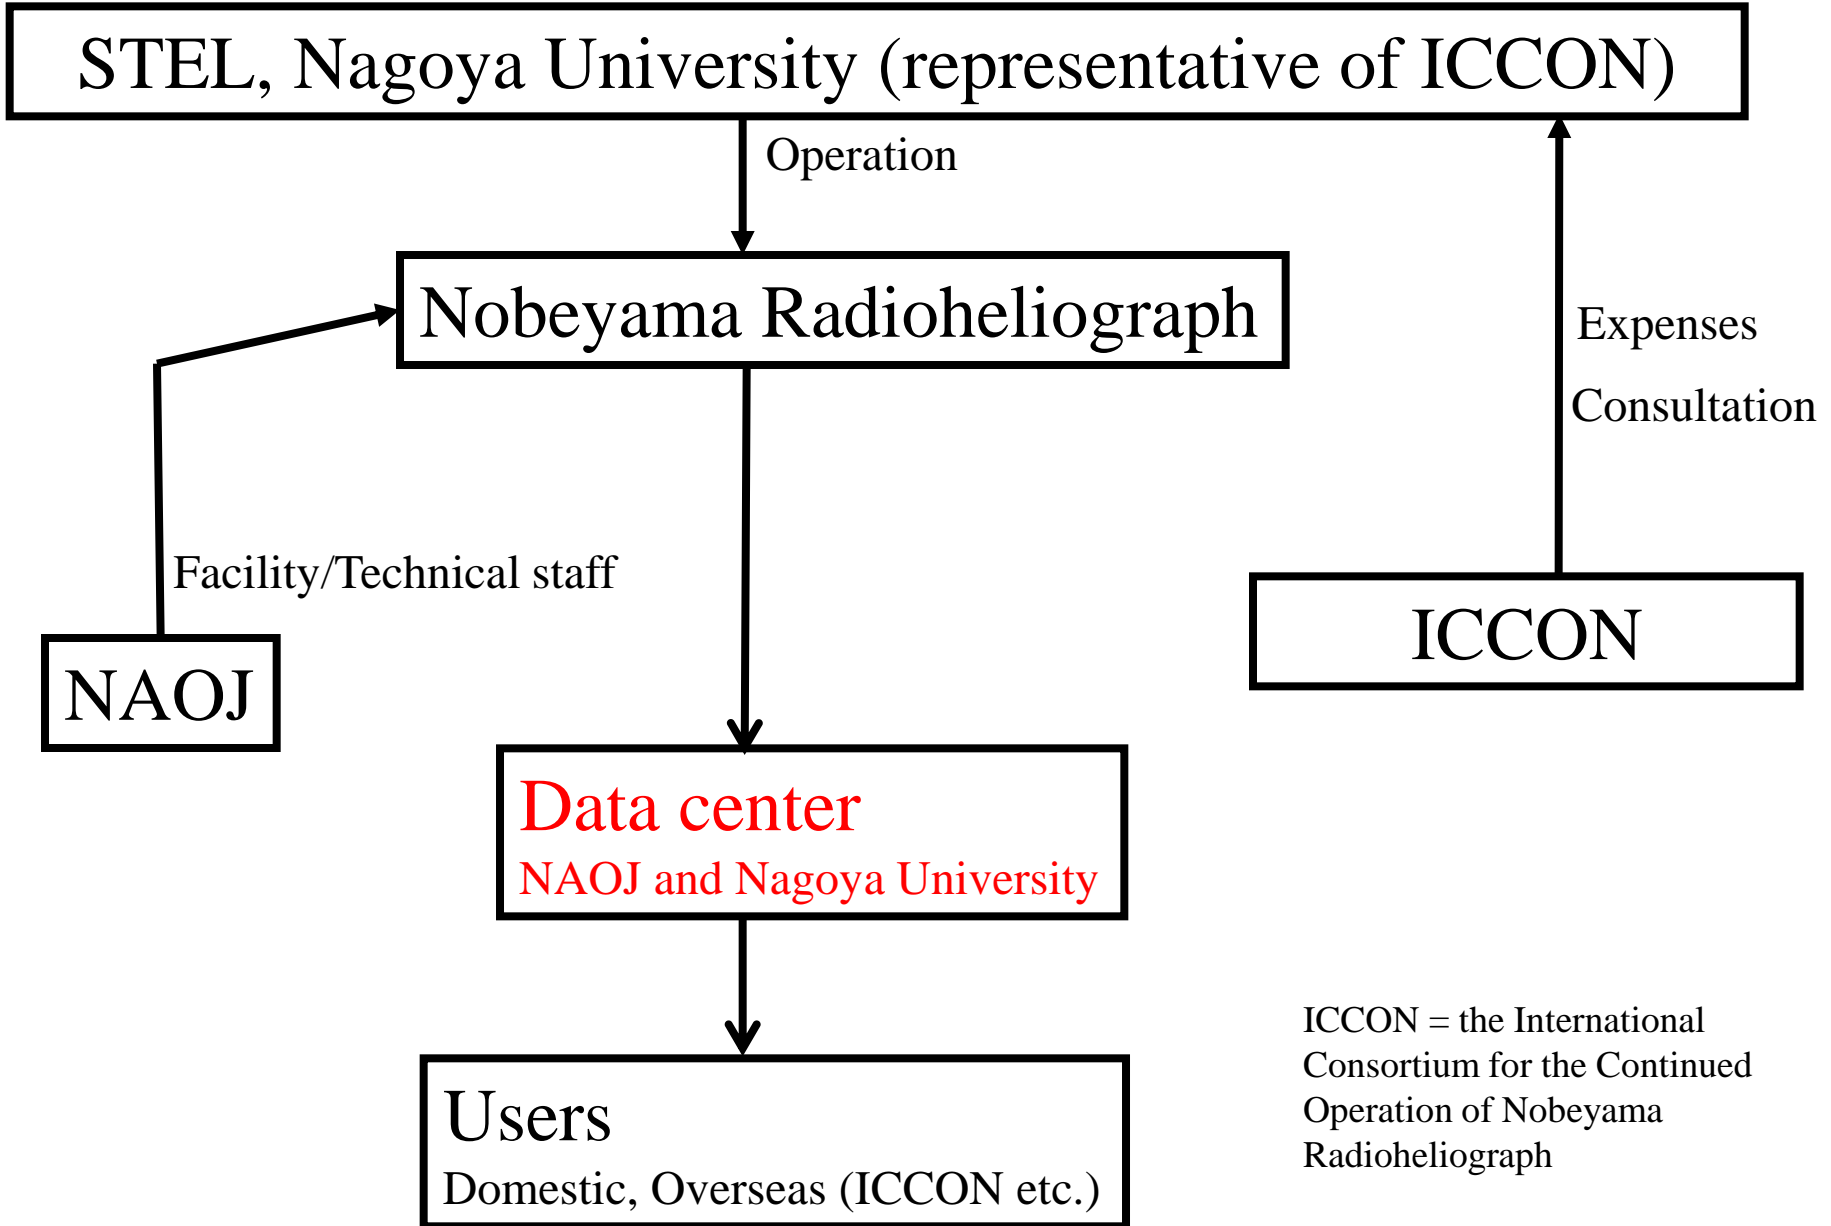 STEL, Nagoya University (representative of ICCON)
Operation
Nobeyama Radioheliograph
Expenses
Consultation
Facility/Technical staff
ICCON
NAOJ
Data center
NAOJ and Nagoya University
ICCON = the International
Consortium for the Continued
Operation of Nobeyama
Radioheliograph
Users
Domestic, Overseas (ICCON etc.)